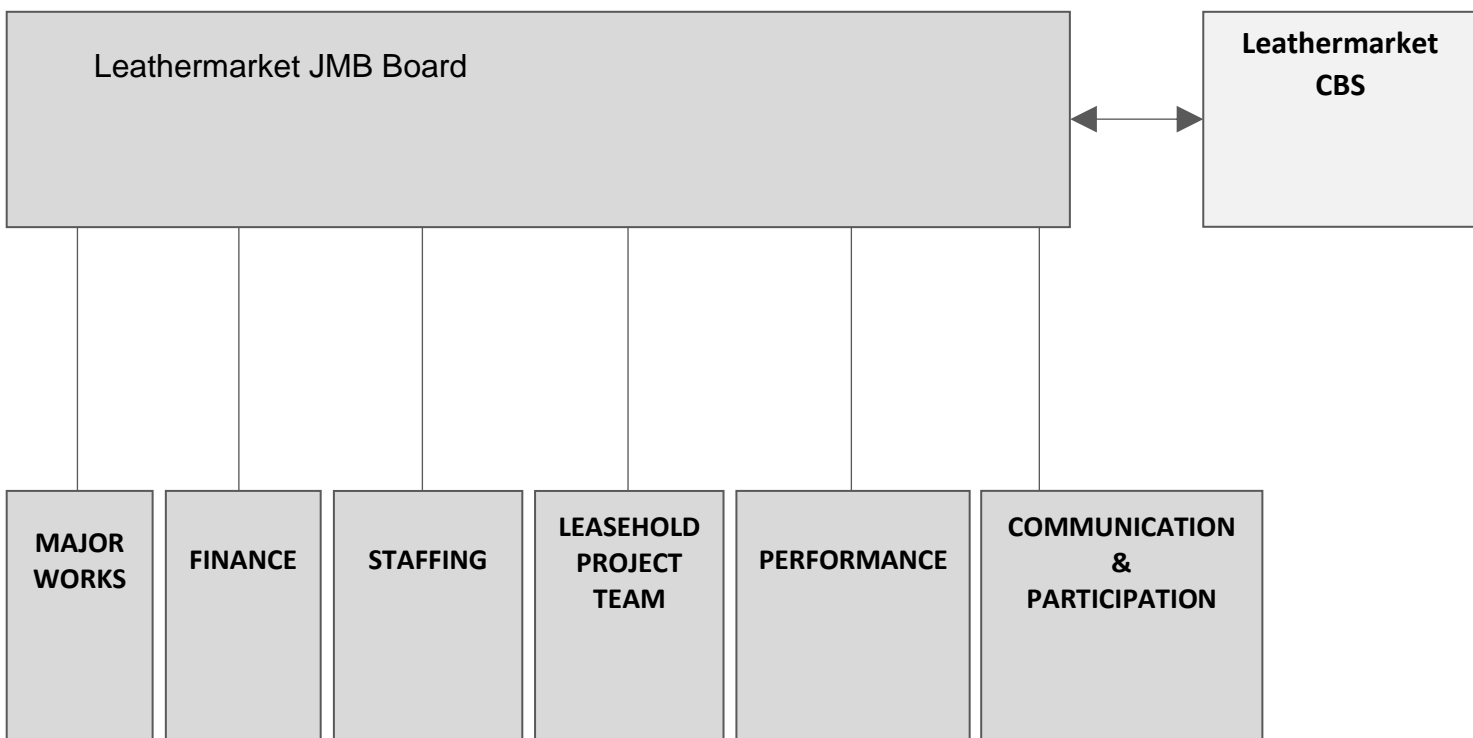 Leathermarket JMB Board
Leathermarket
CBS
MAJOR
WORKS
FINANCE
STAFFING
LEASEHOLD
PROJECT
TEAM
PERFORMANCE
COMMUNICATION
&
PARTICIPATION